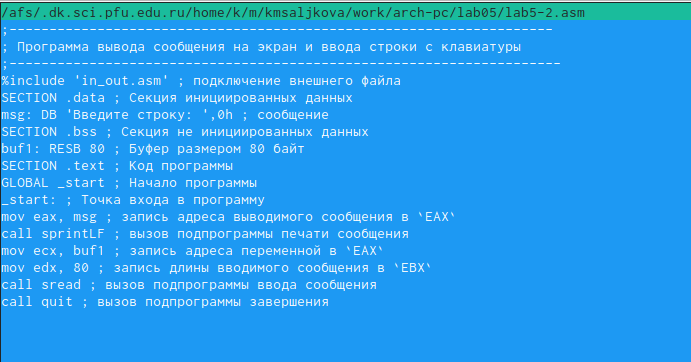 /afs/.dk.sci.pfu.edu.ru/home/k/m/kmsaljkova/work/arch-pc/lab05/lab5-2.asm
;---------------------------------------------------------------------
; Программа вывода сообщения на экран и ввода строки с клавиатуры
;----------------------------------------------------------------------
%include 'in_out.asm' ; подключение внешнего файла
SECTION .data ; Секция инициированных данных
msg: DB 'Введите строку: ',0h ; сообщение
SECTION .bss ; Секция не инициированных данных
buf1: RESB 80 ; Буфер размером 80 байт
SECTION .text ; Код программы
GLOBAL _start ; Начало программы
_start: ; Точка входа в программу
mov eax, msg ; запись адреса выводимого сообщения в `EAX`
call sprintLF ; вызов подпрограммы печати сообщения
mov ecx, buf1 ; запись адреса переменной в `EAX`
mov edx, 80 ; запись длины вводимого сообщения в `EBX`
call sread ; вызов подпрограммы ввода сообщения
call quit ; вызов подпрограммы завершения